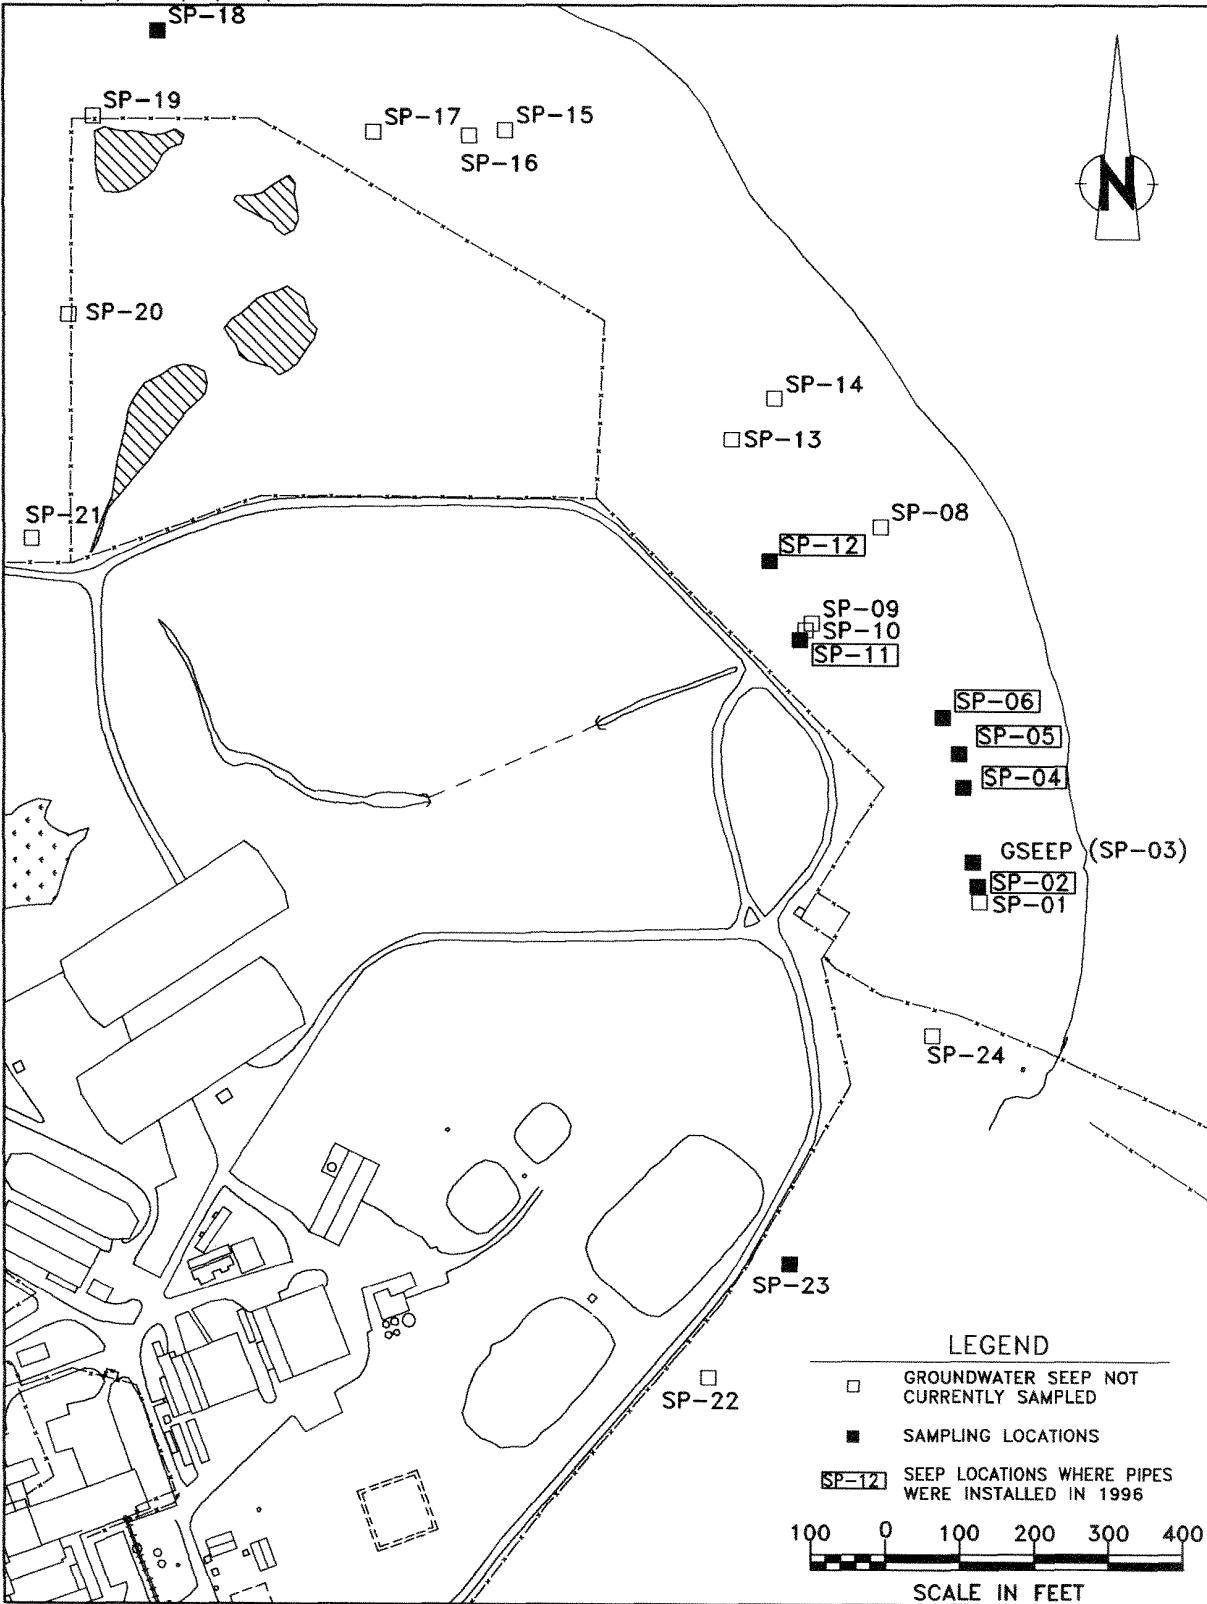 SP-18
SP-19
SP-17
SP-15
SP-16
N
SP-20
SP-14
SP-13
SP-21
SP-08
SP-12
SP-09
SP-10
SP-11
SP-06
SP-05
SP-04
GSEEP (SP-03)
SP-02
SP-01
SP-24
SP-23
SP-22
LEGEND
GROUNDWATER SEEP NOT
CURRENTLY SAMPLED
SAMPLING LOCATIONS
SP-12 SEEP LOCATIONS WHERE PIPES
WERE INSTALLED IN 1996
100 0 100 200 300 400
SCALE IN FEET